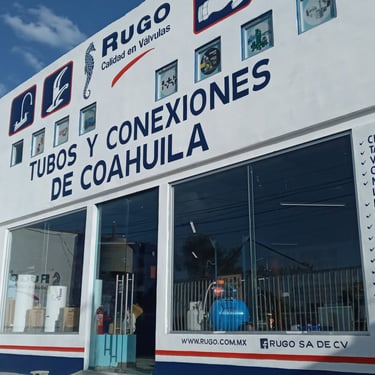 RUGO
Calidad en Válvulas
TUBOS Y CONEXIONES
DE COAHUILA
WWW.RUGO.COM.MX
RUGO SA DE CV